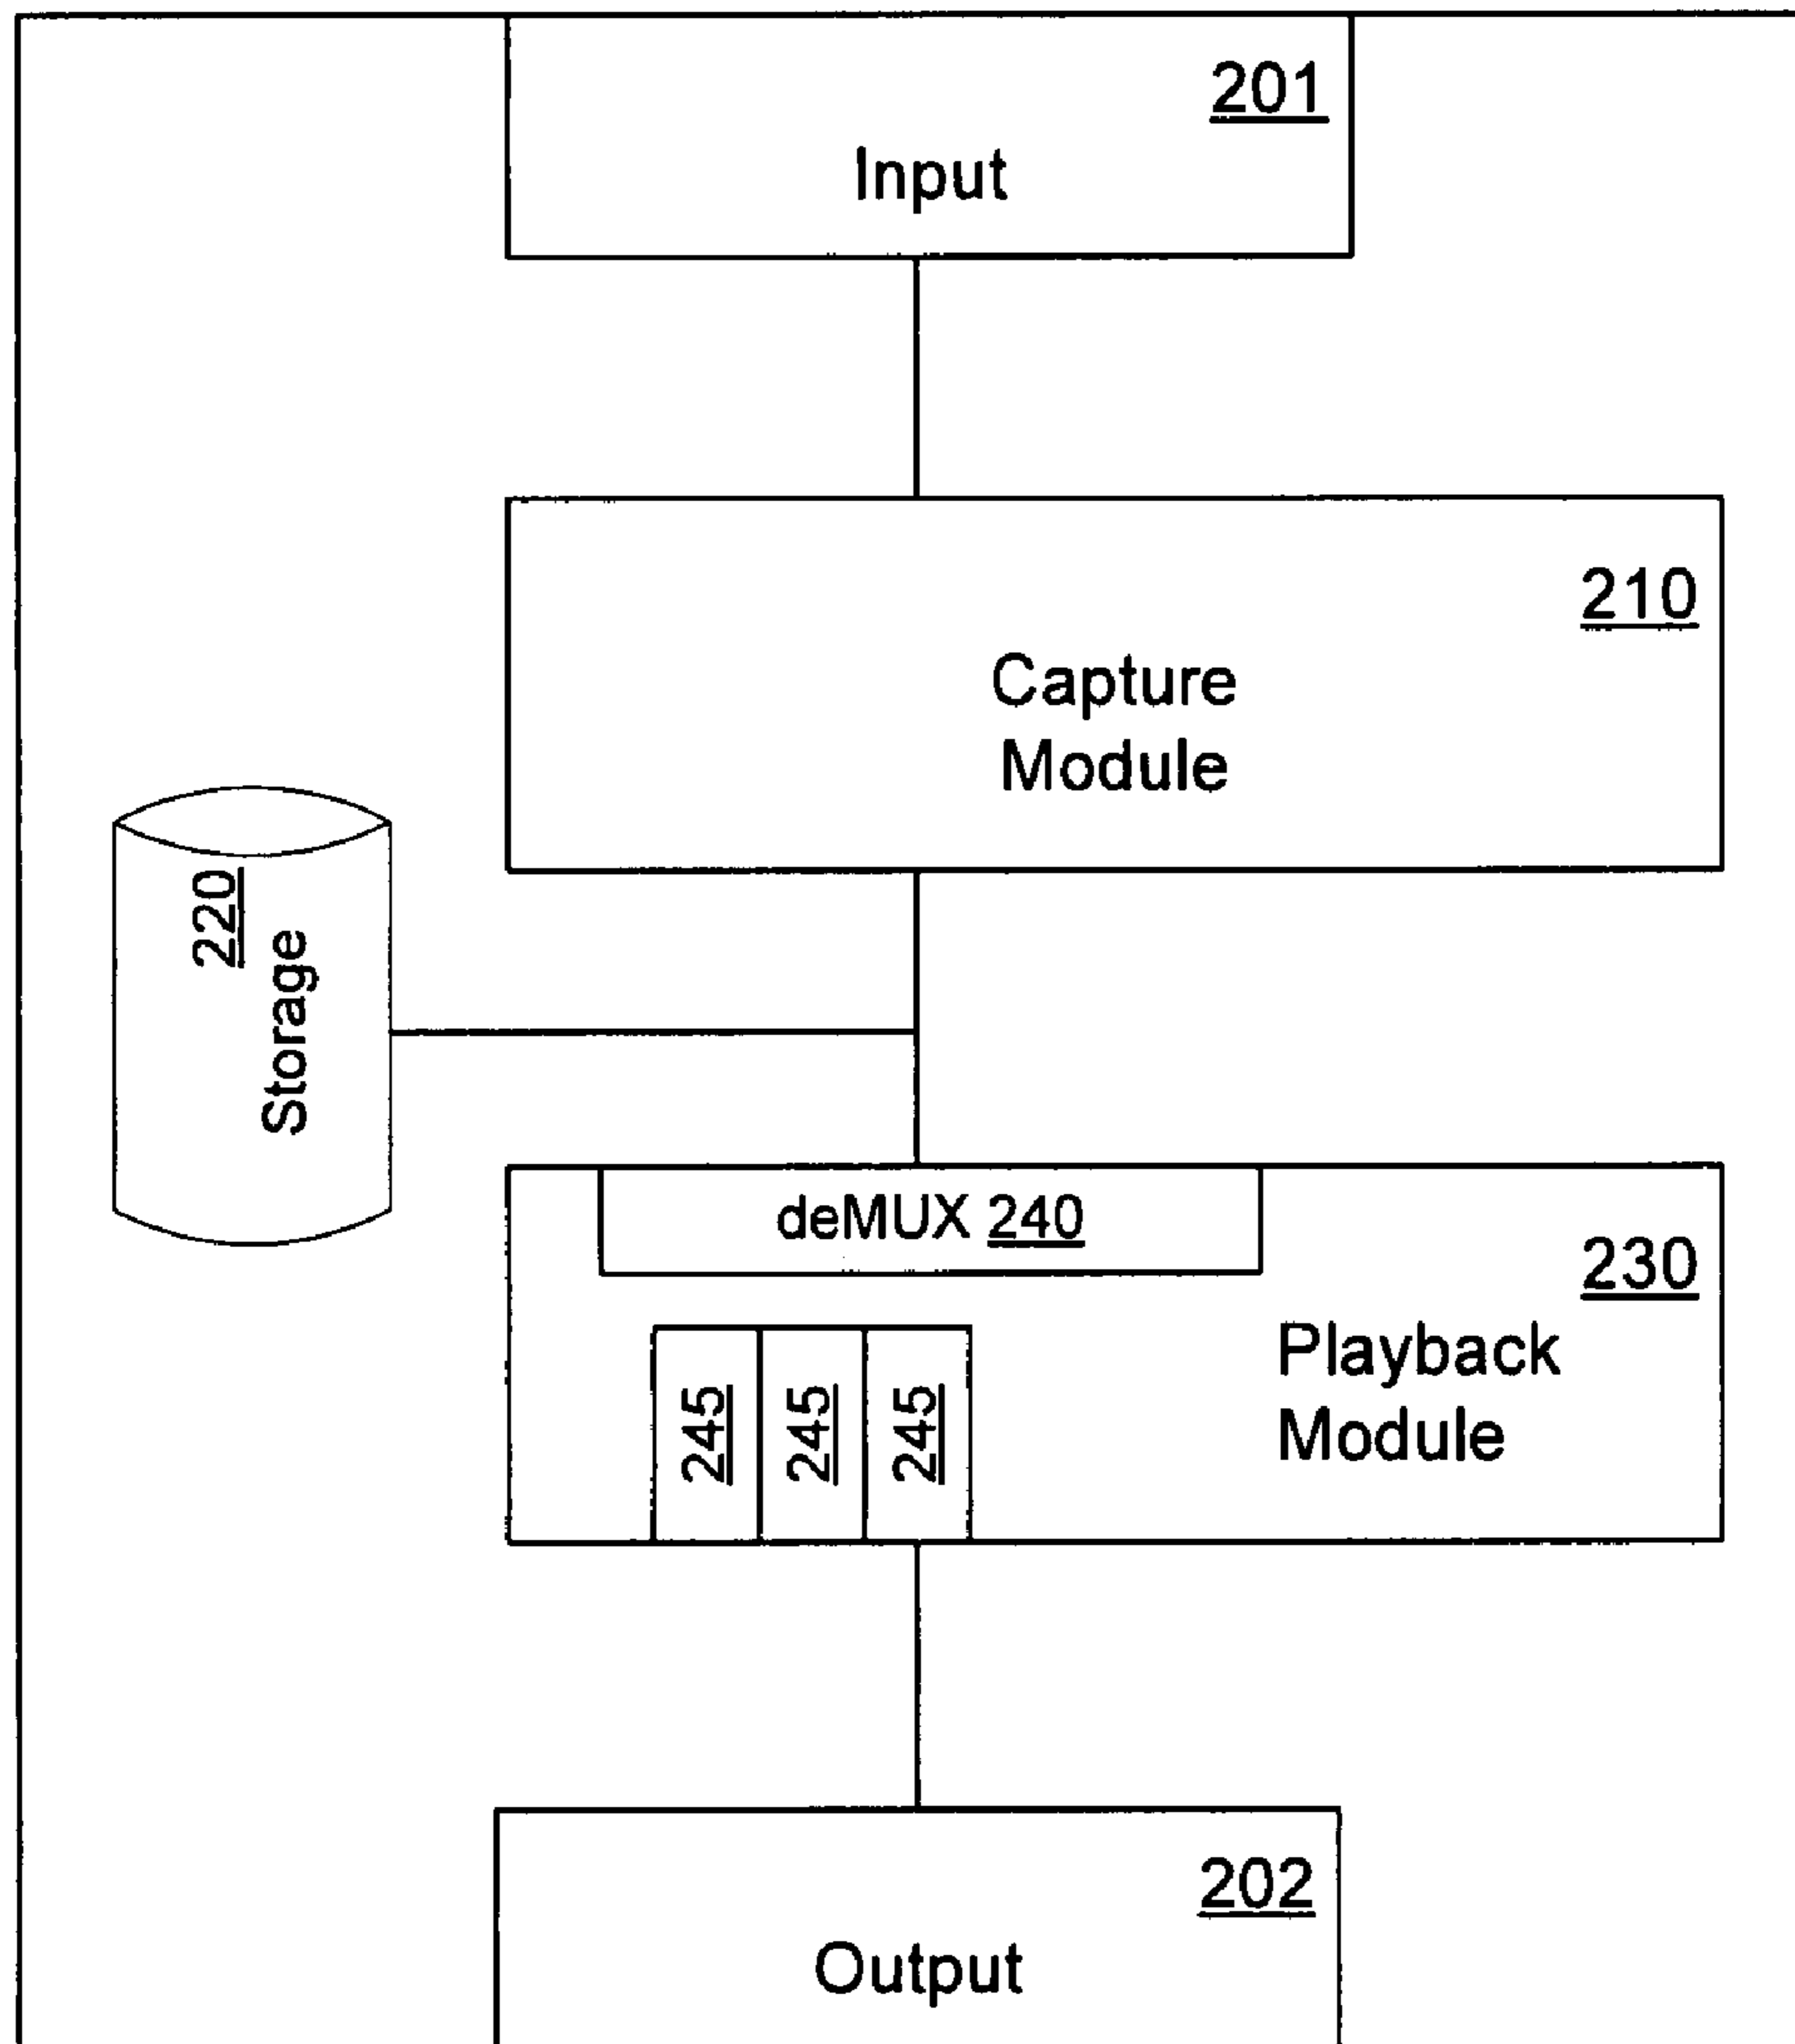 201
Input
210
Capture
Module
220
Storage
deMUX 240
230
Playback
Module
245
245
245
202
Output